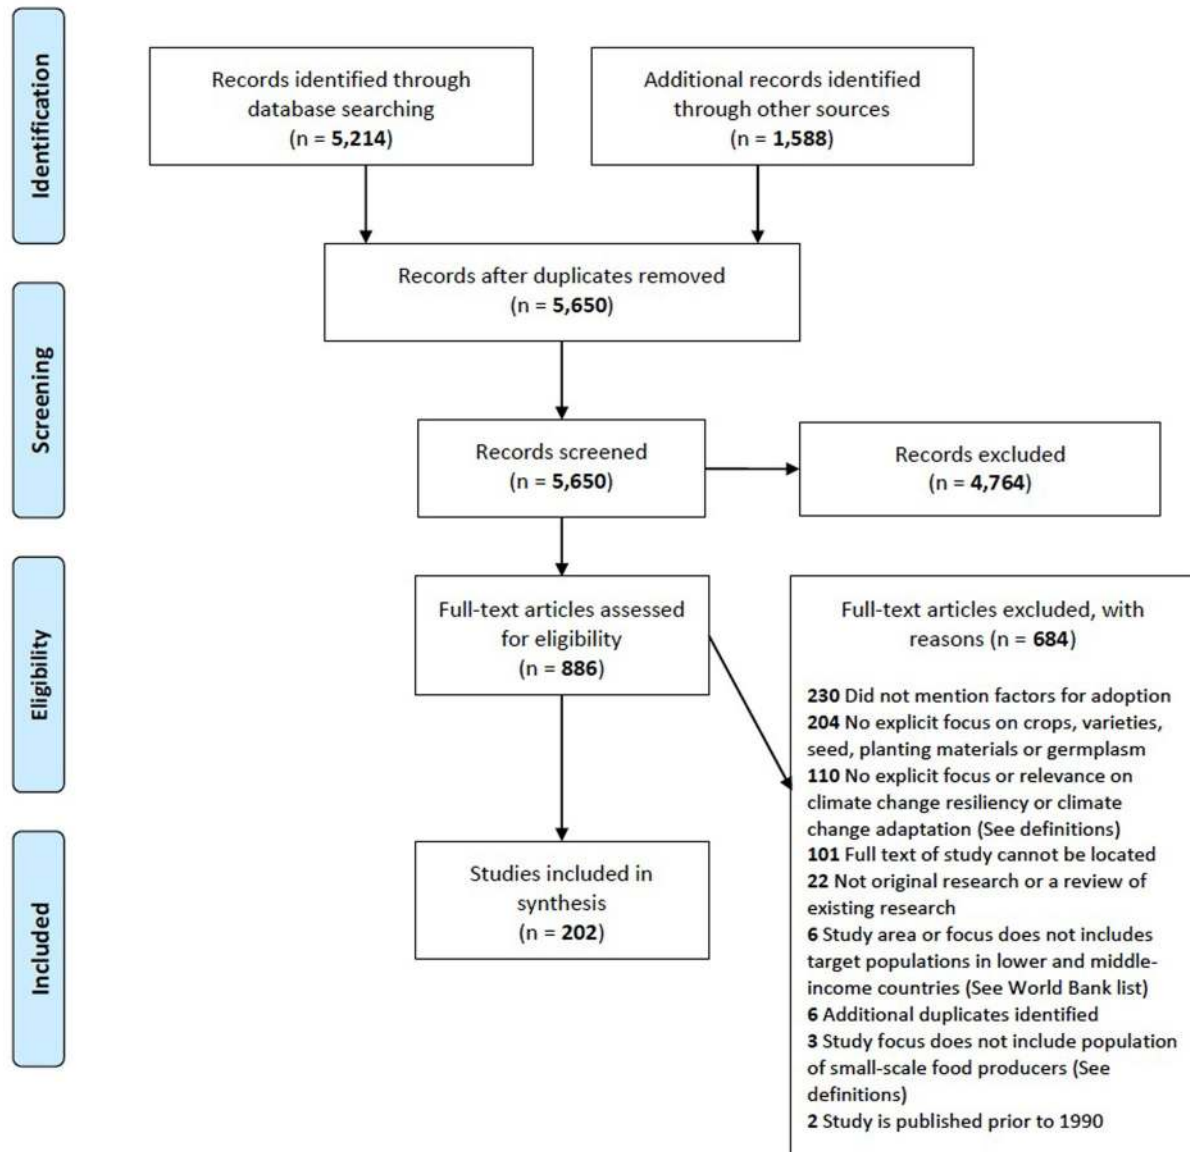 Identification
Records identified through
database searching
(n = 5,214)
Additional records identified
through other sources
(n = 1,588)
Records after duplicates removed
(n = 5,650)
Screening
Records screened
(n = 5,650)
Records excluded
(n = 4,764)
Eligibility
Full-text articles assessed
for eligibility
(n = 886)
Full-text articles excluded, with
reasons (n = 684)
230 Did not mention factors for adoption
204 No explicit focus on crops, varieties,
seed, planting materials or germplasm
110 No explicit focus or relevance on
climate change resiliency or climate
change adaptation (See definitions)
101 Full text of study cannot be located
22 Not original research or a review of
existing research
6 Study area or focus does not includes
target populations in lower and middle-
income countries (See World Bank list)
6 Additional duplicates identified
3 Study focus does not include population
of small-scale food producers (See
definitions)
2 Study is published prior to 1990
Included
Studies included in
synthesis
(n = 202)